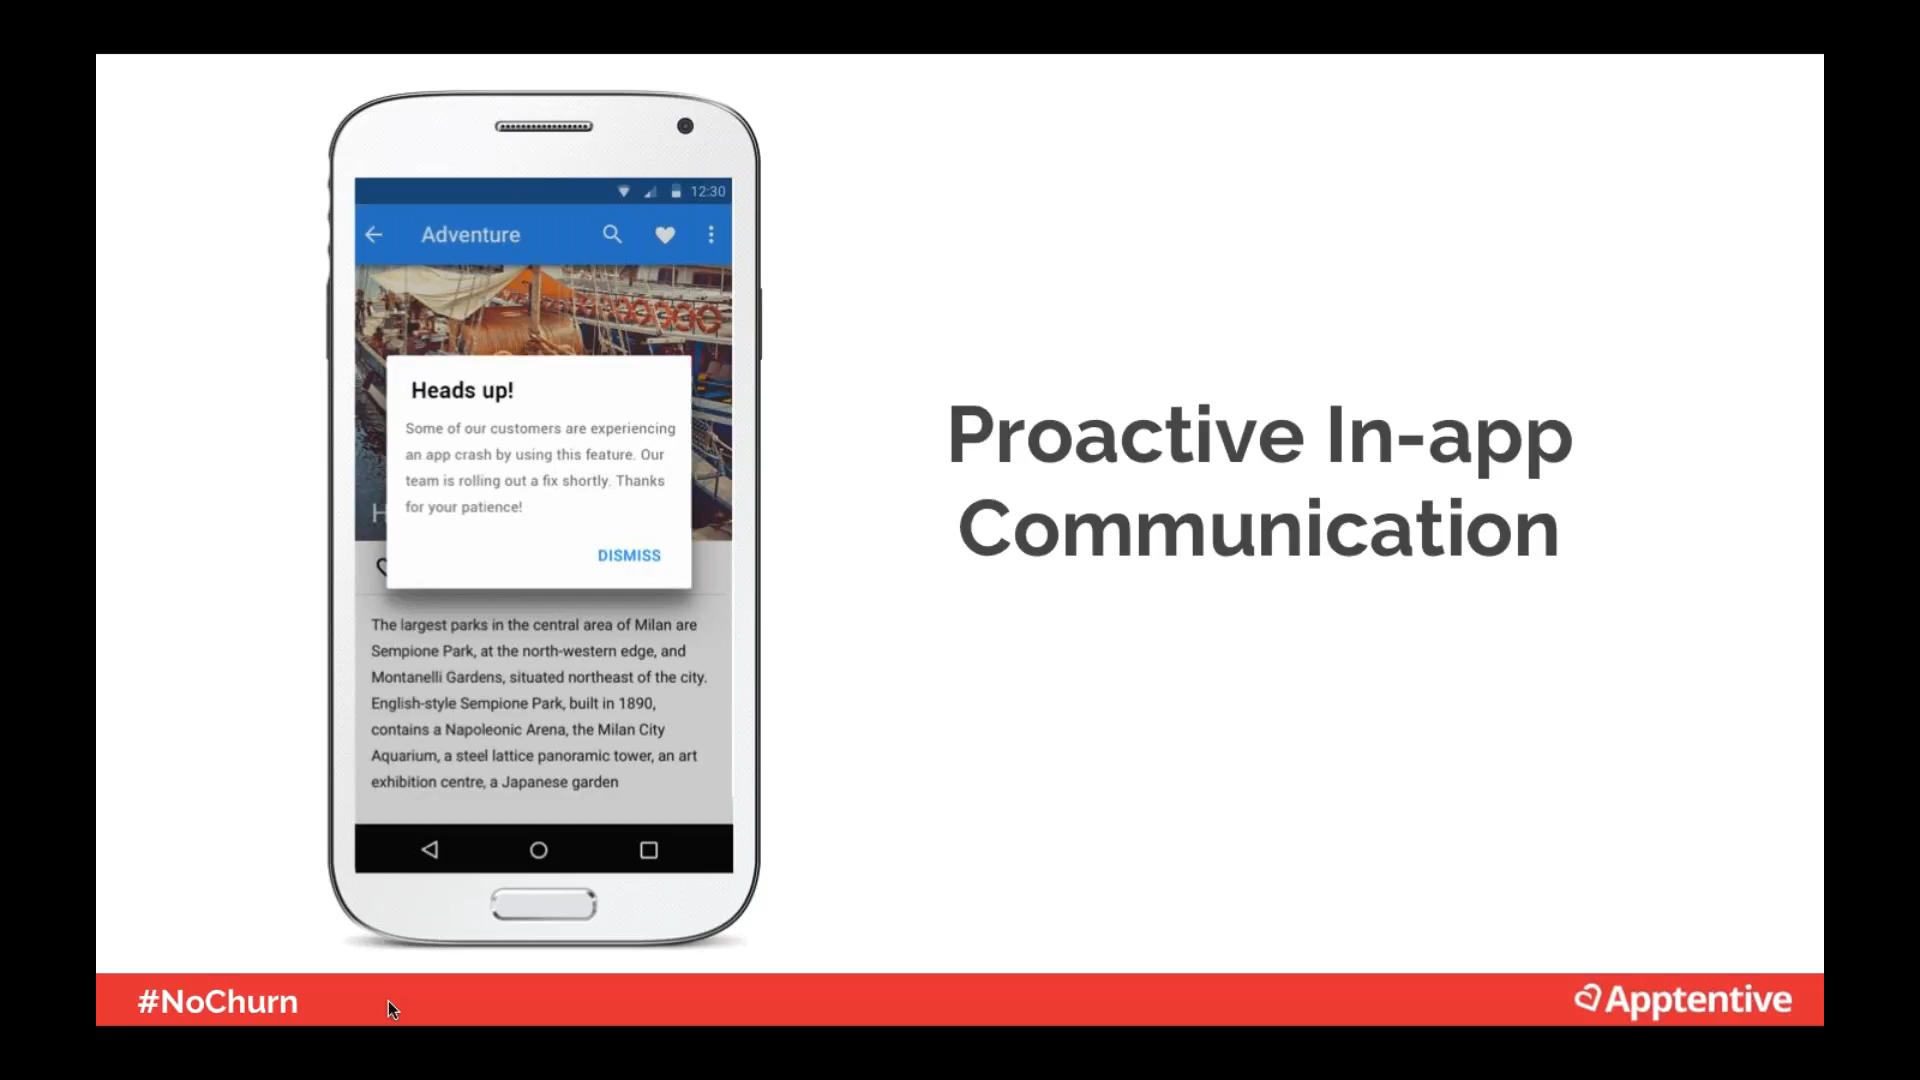 12:30
Adventure
Heads up!
Some of our customers are experiencing
an app crash by using this feature. Our
team is rolling out a fix shortly. Thanks
for your patience!
H
DISMISS
The largest parks in the central area of Milan are
Sempione Park, at the north-western edge, and
Montanelli Gardens, situated northeast of the city.
English-style Sempione Park, built in 1890,
contains a Napoleonic Arena, the Milan City
Aquarium, a steel lattice panoramic tower, an art
exhibition centre, a Japanese garden
Proactive In-app
Communication
#NoChurn
Apptentive